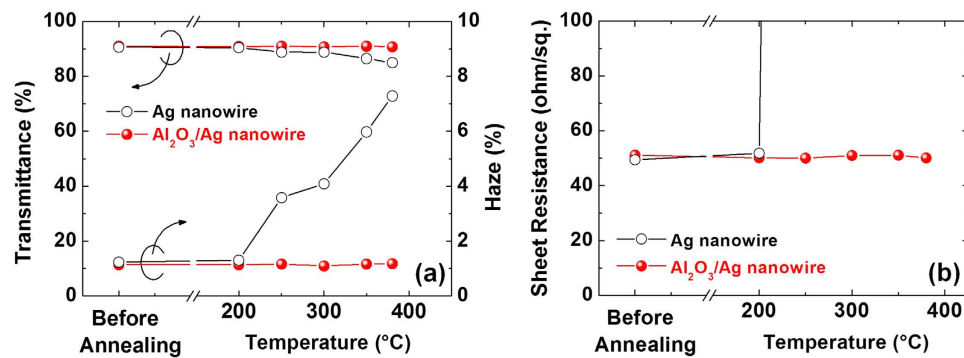 100
80
60
40
20
0
Transmittance (%)
10
8
6
4
2
0
Haze (%)
Ag nanowire
Al₂O₃/Ag nanowire
(a)
Before
Annealing
200
300
400
Temperature (°C)
100
80
60
40
20
0
Sheet Resistance (ohm/sq.)
Ag nanowire
Al₂O₃/Ag nanowire
(b)
Before
Annealing
200
300
400
Temperature (°C)